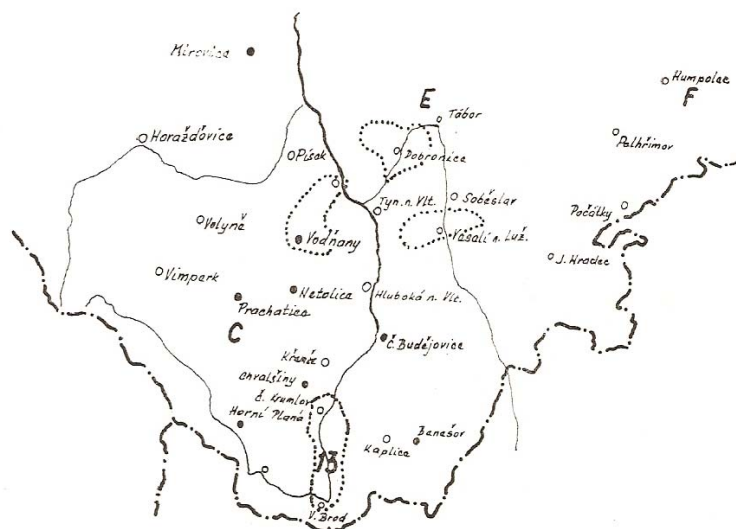 Mirovice
Humpolec
F
E
Tábor
Horažďovice
Pelhřimov
Písek
Dobronice
Soběslav
Počátky
Týn.n.Vlt.
Volyně
Vodňany
Veselí n. Luž.
J. Hradec
Vimperk
Netolice
Hluboká n. Vlt.
Prachatice
C
Č. Budějovice
Křemže
Chvalšiny
Č. Krumlov
Horní Planá
Benešov
Kaplice
13
V. Brod